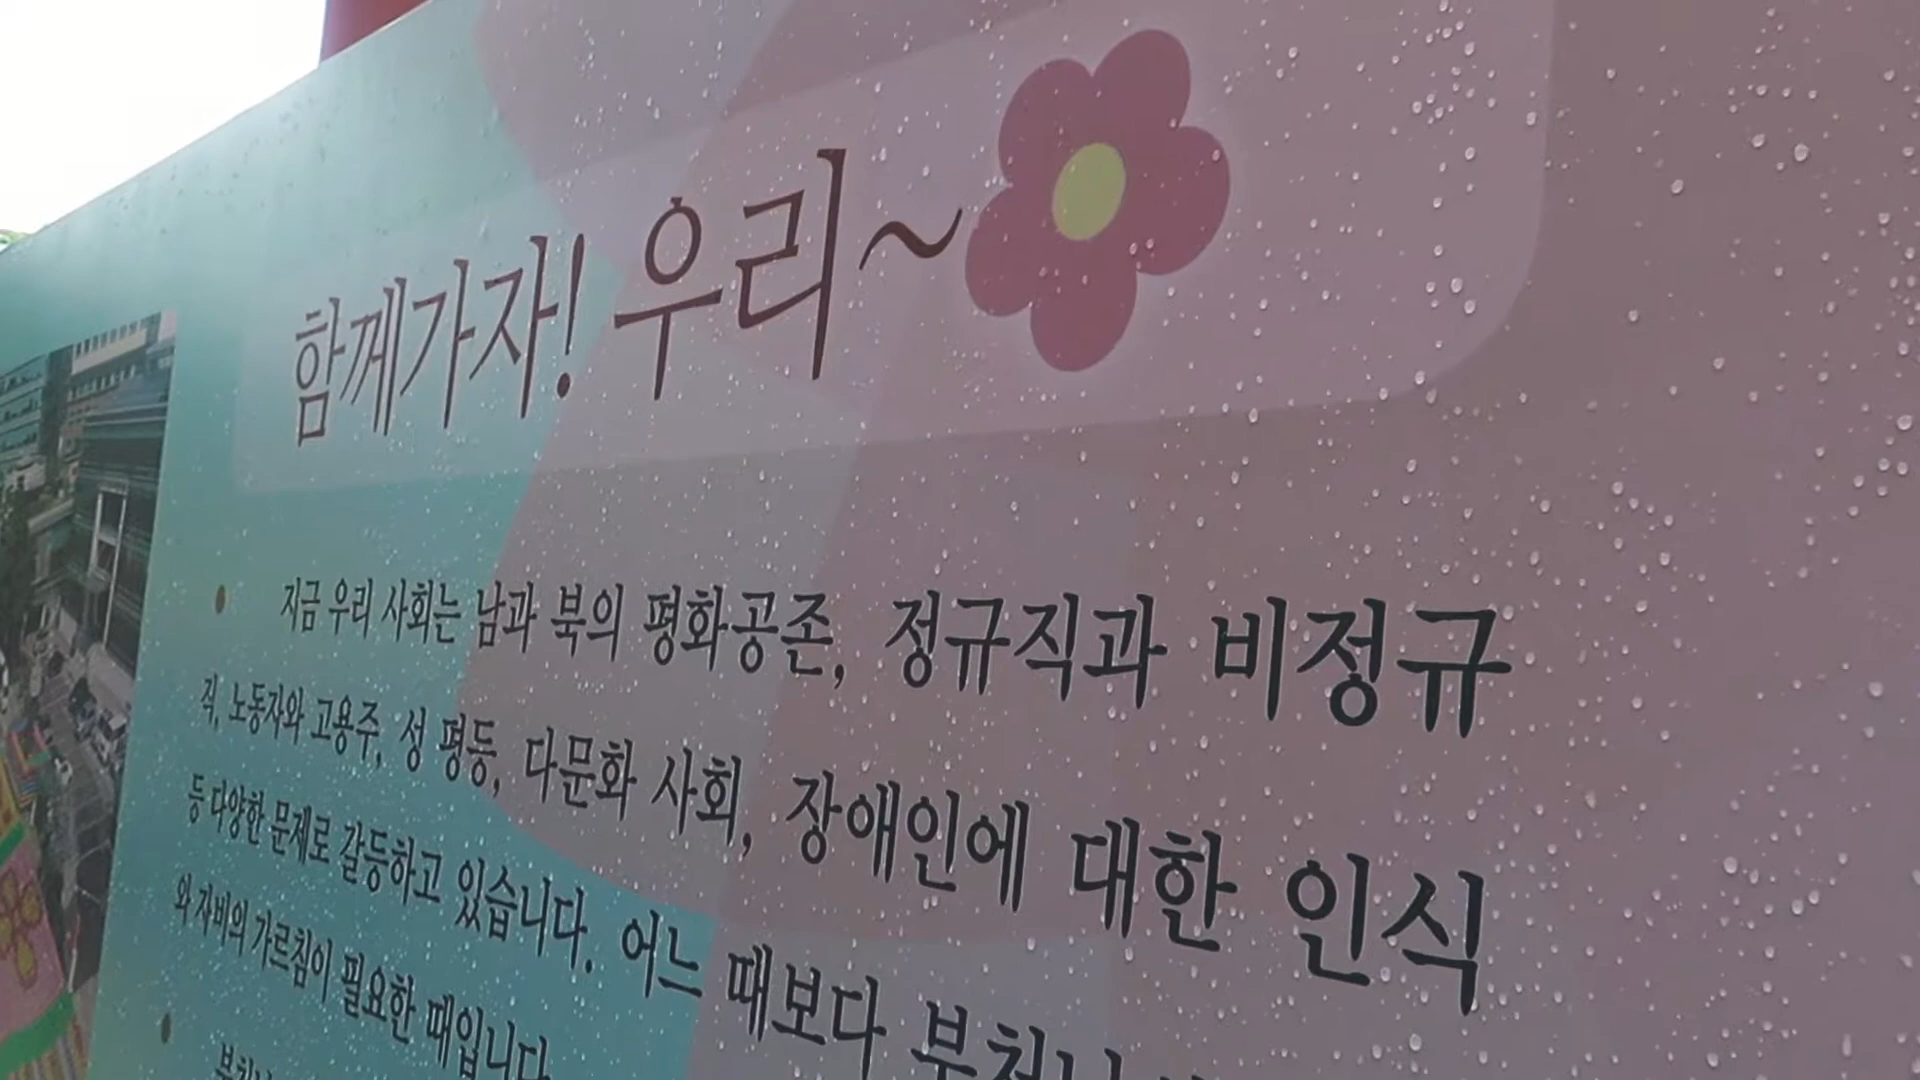 함께가자! 우리~
지금 우리 사회는 남과 북의 평화공존, 정규직과 비정규
직, 노동자와 고용주, 성 평등, 다문화 사회, 장애인에 대한 인식
등 다양한 문제로 갈등하고 있습니다. 어느 때보다
와 자비의 가르침이 필요한 때입니다